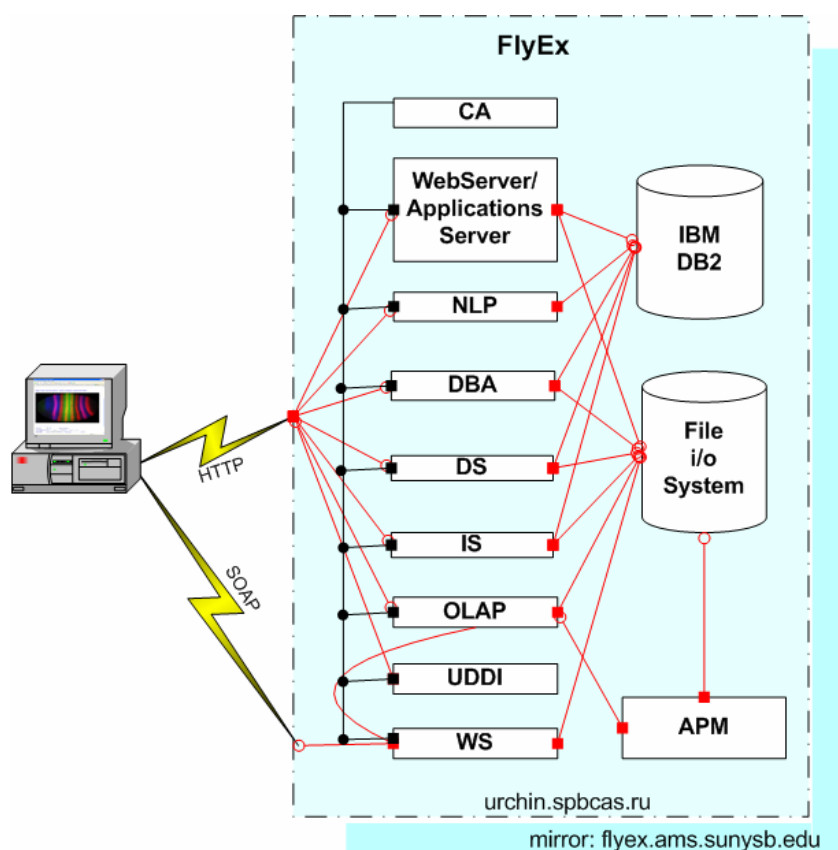 FlyEx
CA
WebServer/
Applications
Server
IBM
DB2
NLP
DBA
File
i/o
System
HTTP
DS
IS
SOAP
OLAP
UDDI
WS
APM
urchin.spbcas.ru
mirror: flyex.ams.sunysb.edu